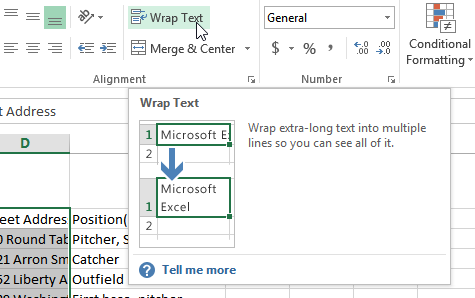 Wrap Text
General
Merge & Center
$ % , ←.0 .00 .00 →.0
Conditional
Formatting
Alignment
Number
t Address
Wrap Text
D
1 Microsoft E
2
Wrap extra-long text into multiple
lines so you can see all of it.
Microsoft
1 Excel
2
eet Addres Position(
0 Round Tab Pitcher, S
21 Arron Sm Catcher
52 Liberty A Outfield
Tell me more
28 Washing First base, pitcher